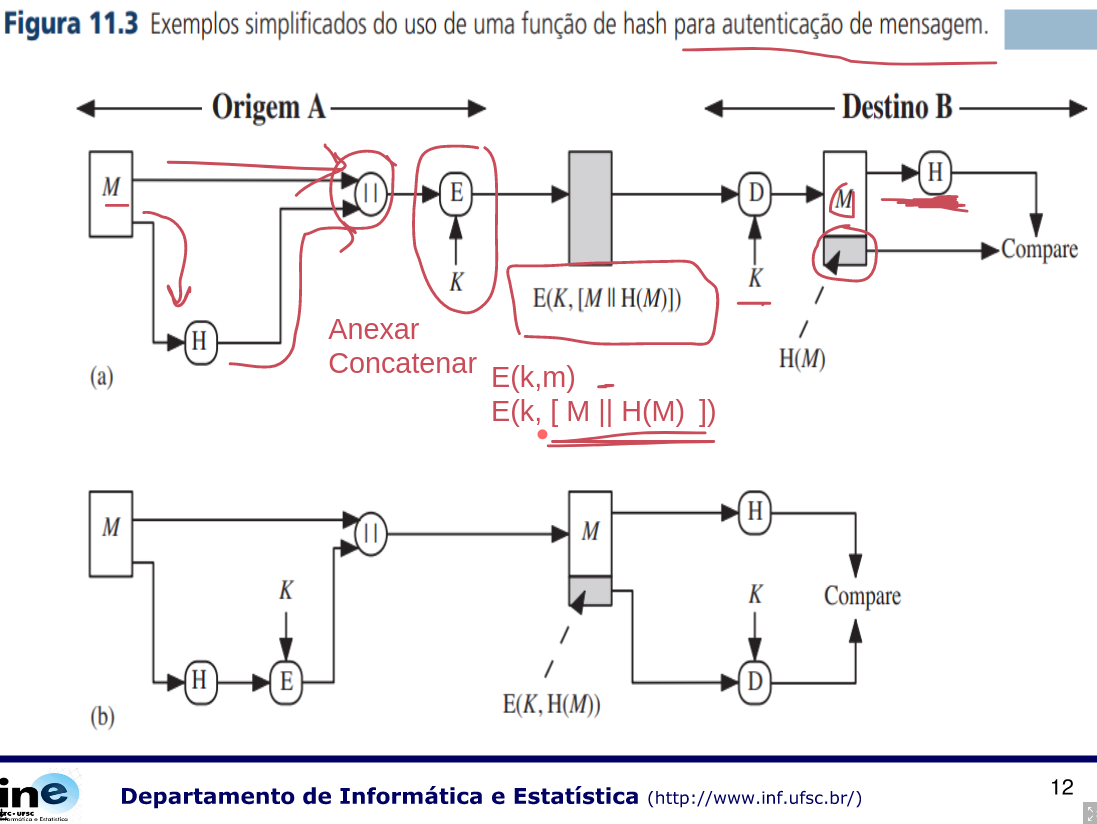 Figura 11.3 Exemplos simplificados do uso de uma função de hash para autenticação de mensagem.
Origem A
Destino B
M
||
E
D
M
H
K
K
Compare
E(K, [M || H(M)])
H
H(M)
Anexar
Concatenar
(a)
E(k,m)
E(k, [ M || H(M) ])
M
||
M
H
K
K
Compare
H
E
D
E(K, H(M))
(b)
ine
Departamento de Informática e Estatística (http://www.inf.ufsc.br/)
12